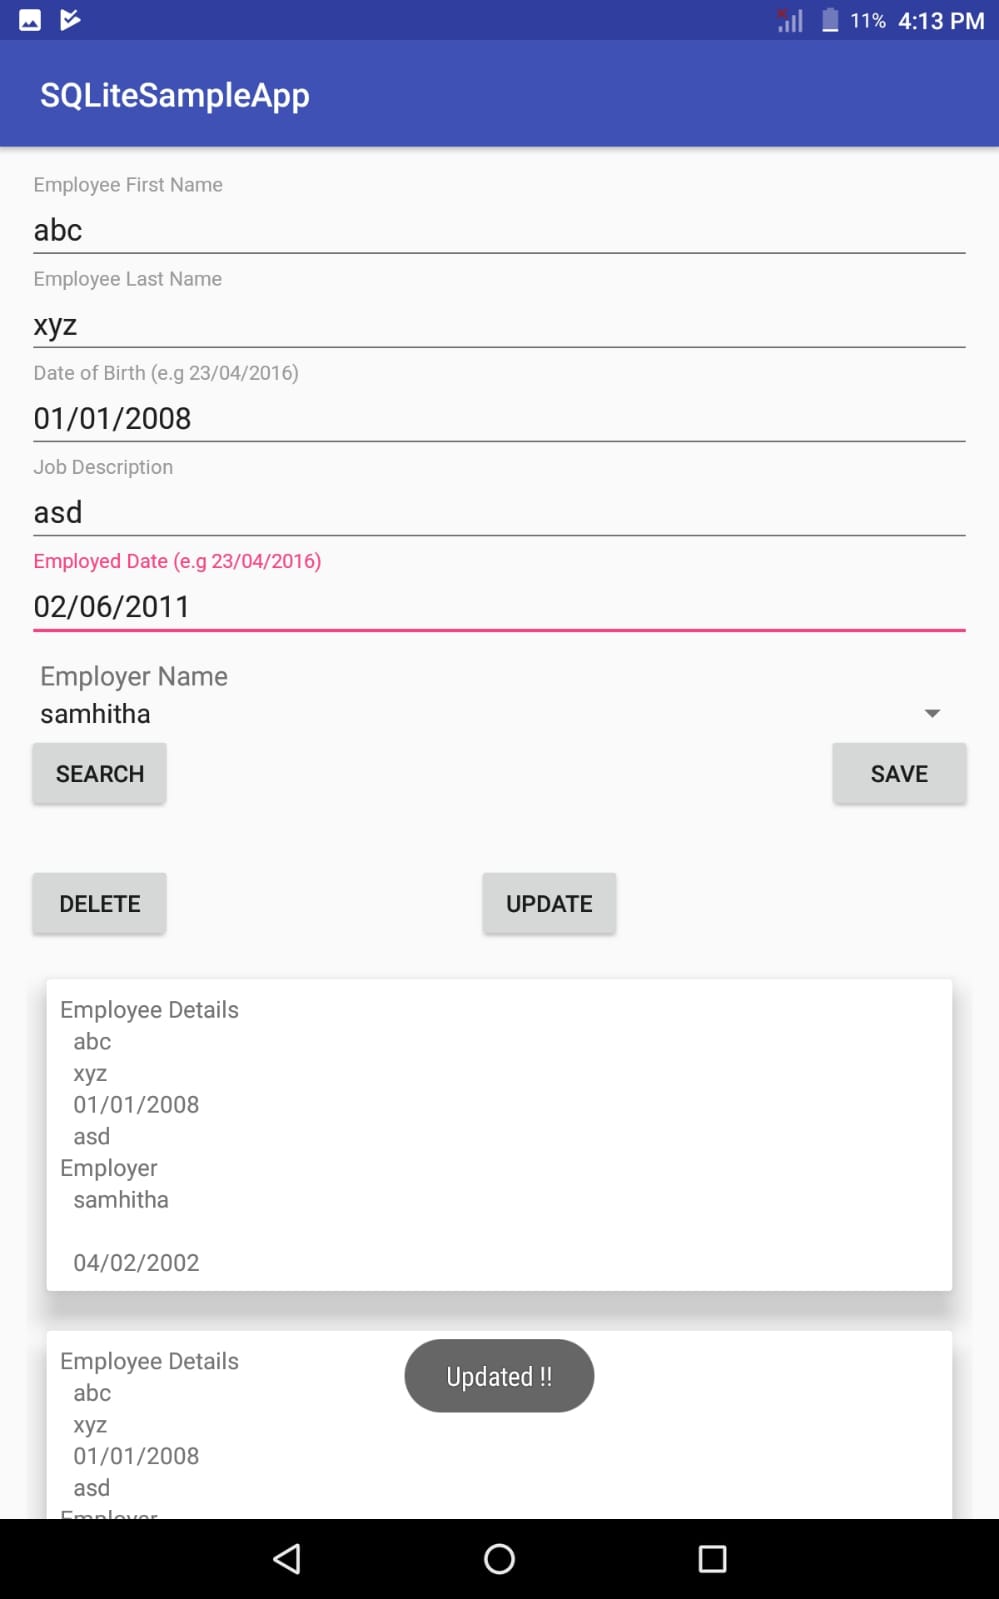 11% 4:13 PM
SQLiteSampleApp
Employee First Name
abc
Employee Last Name
xyz
Date of Birth (e.g 23/04/2016)
01/01/2008
Job Description
asd
Employed Date (e.g 23/04/2016)
02/06/2011
Employer Name
samhitha
SEARCH SAVE
DELETE UPDATE
Employee Details
abc
xyz
01/01/2008
asd
Employer
samhitha
04/02/2002
Employee Details
Updated !!
abc
xyz
01/01/2008
asd
Employer